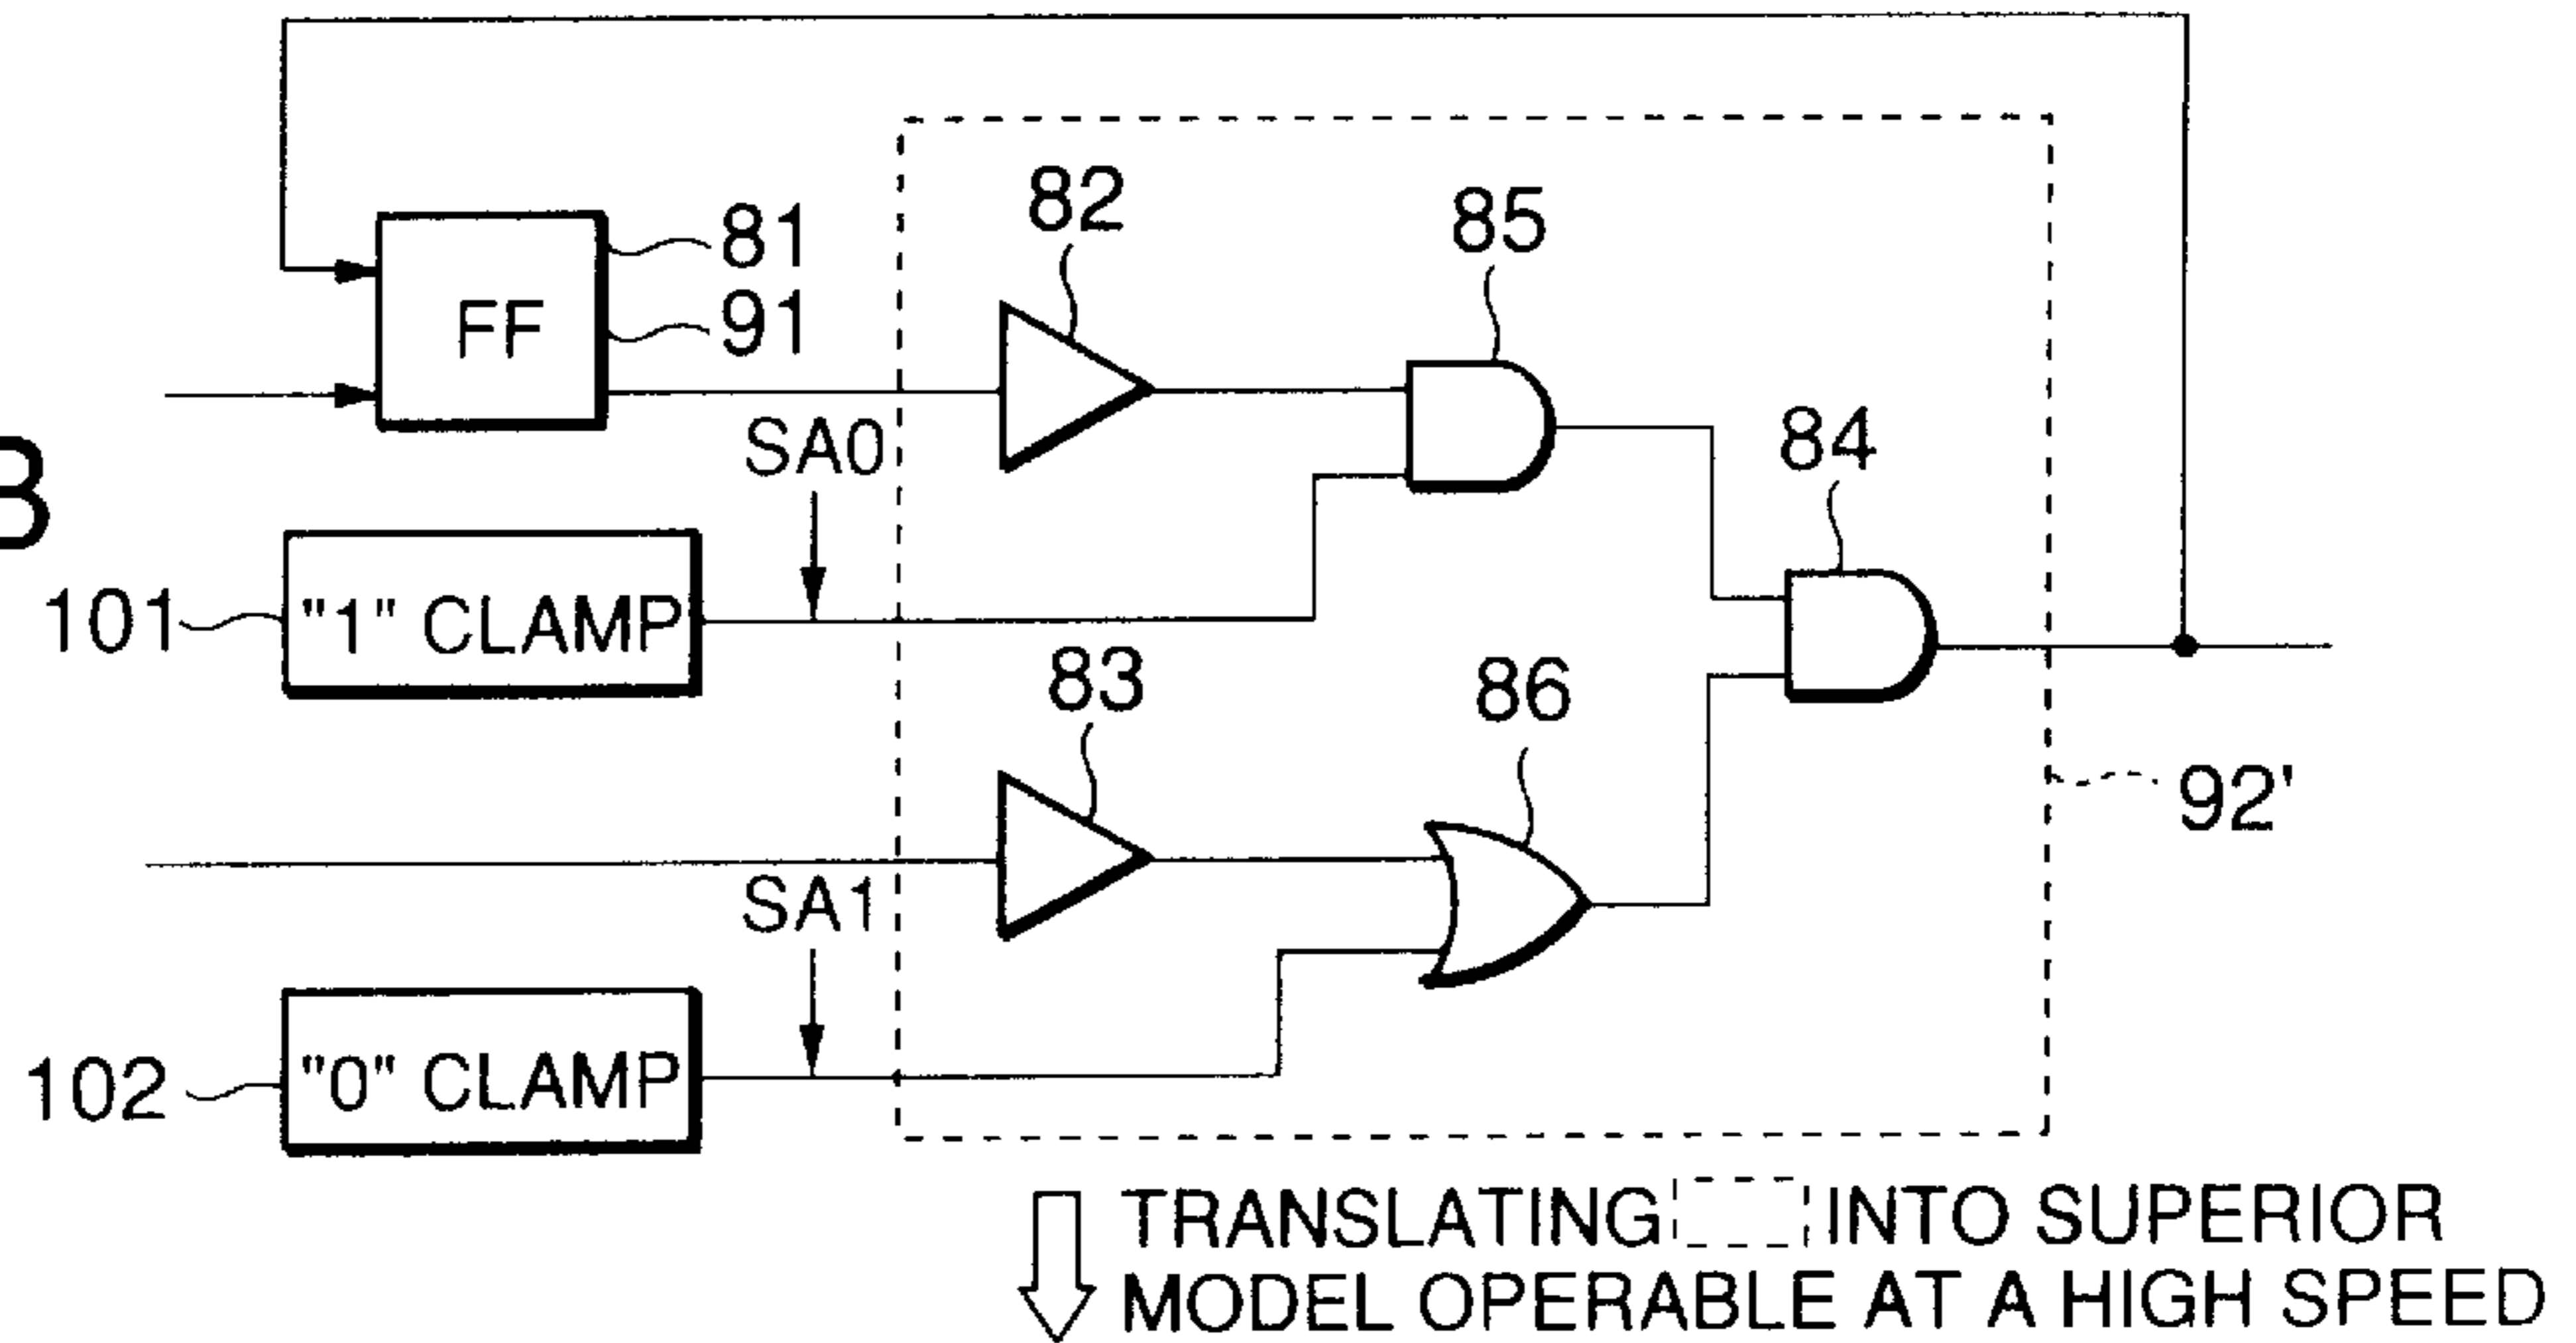 82
85
81
FF
91
SA0
84
B
101
"1" CLAMP
83
86
92'
SA1
102
"0" CLAMP
TRANSLATING INTO SUPERIOR
MODEL OPERABLE AT A HIGH SPEED